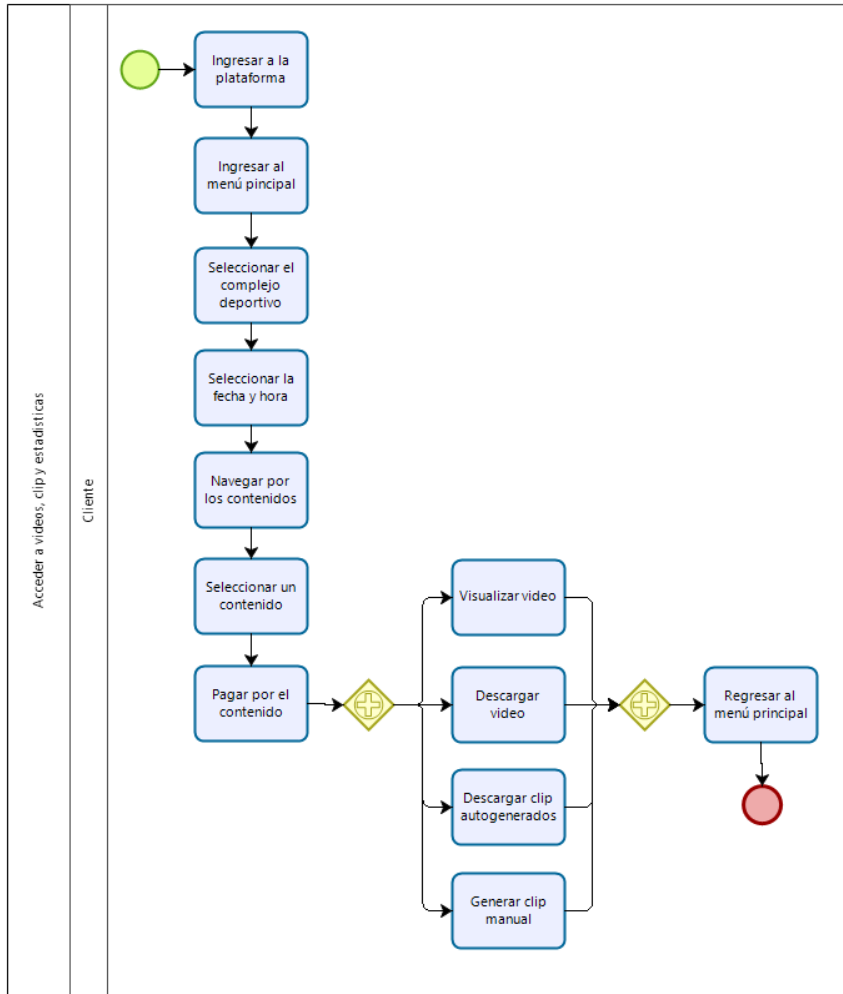 Acceder a videos, clip y estadísticas
Cliente
Ingresar a la
plataforma
Ingresar al
menú pincipal
Seleccionar el
complejo
deportivo
Seleccionar la
fecha y hora
Navegar por
los contenidos
Seleccionar un
contenido
Pagar por el
contenido
Visualizar video
Descargar
video
Descargar clip
autogenerados
Generar clip
manual
Regresar al
menú principal